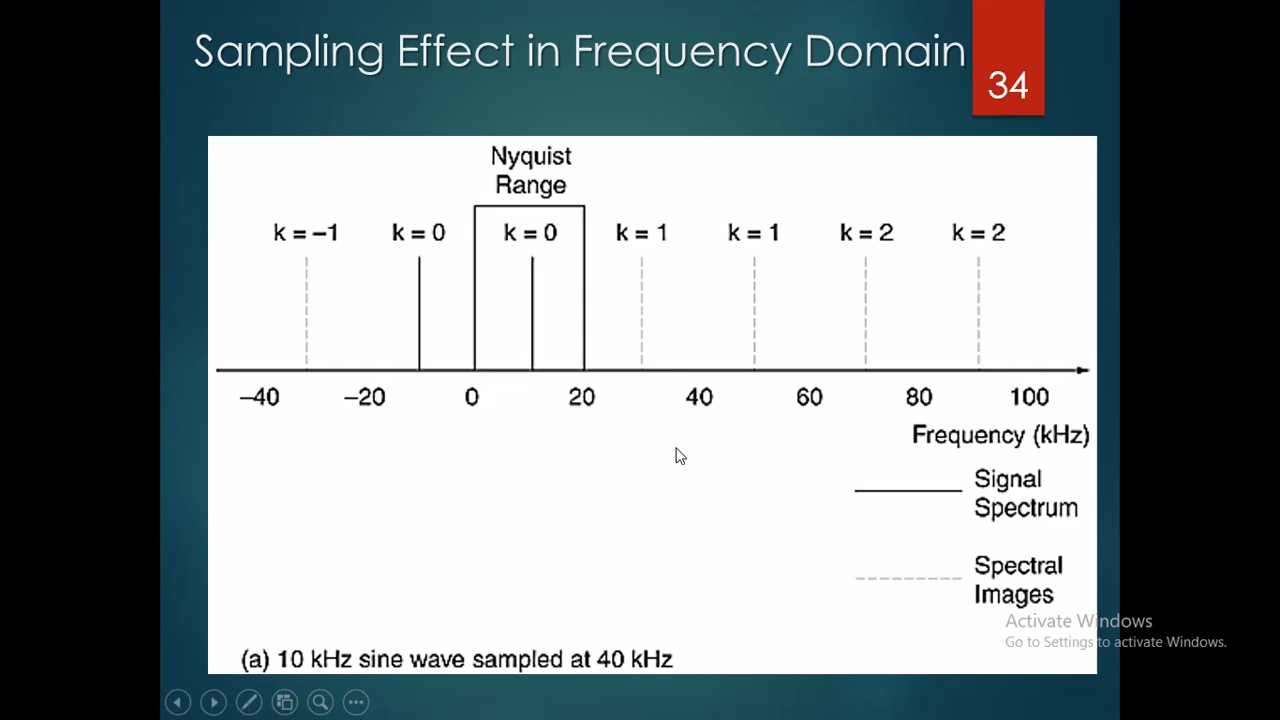 Sampling Effect in Frequency Domain
34
Nyquist
Range
k = –1 k = 0 k = 0 k = 1 k = 1 k = 2 k = 2
–40 –20 0 20 40 60 80 100
Frequency (kHz)
Signal
Spectrum
Spectral
Images
Activate Windows
Go to Settings to activate Windows.
(a) 10 kHz sine wave sampled at 40 kHz